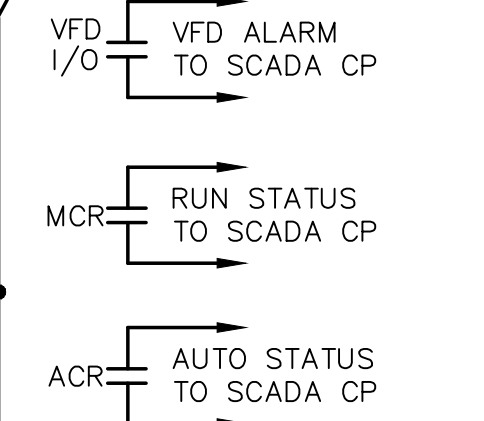 VFD
I/O
VFD ALARM
TO SCADA CP
MCR
RUN STATUS
TO SCADA CP
ACR
AUTO STATUS
TO SCADA CP